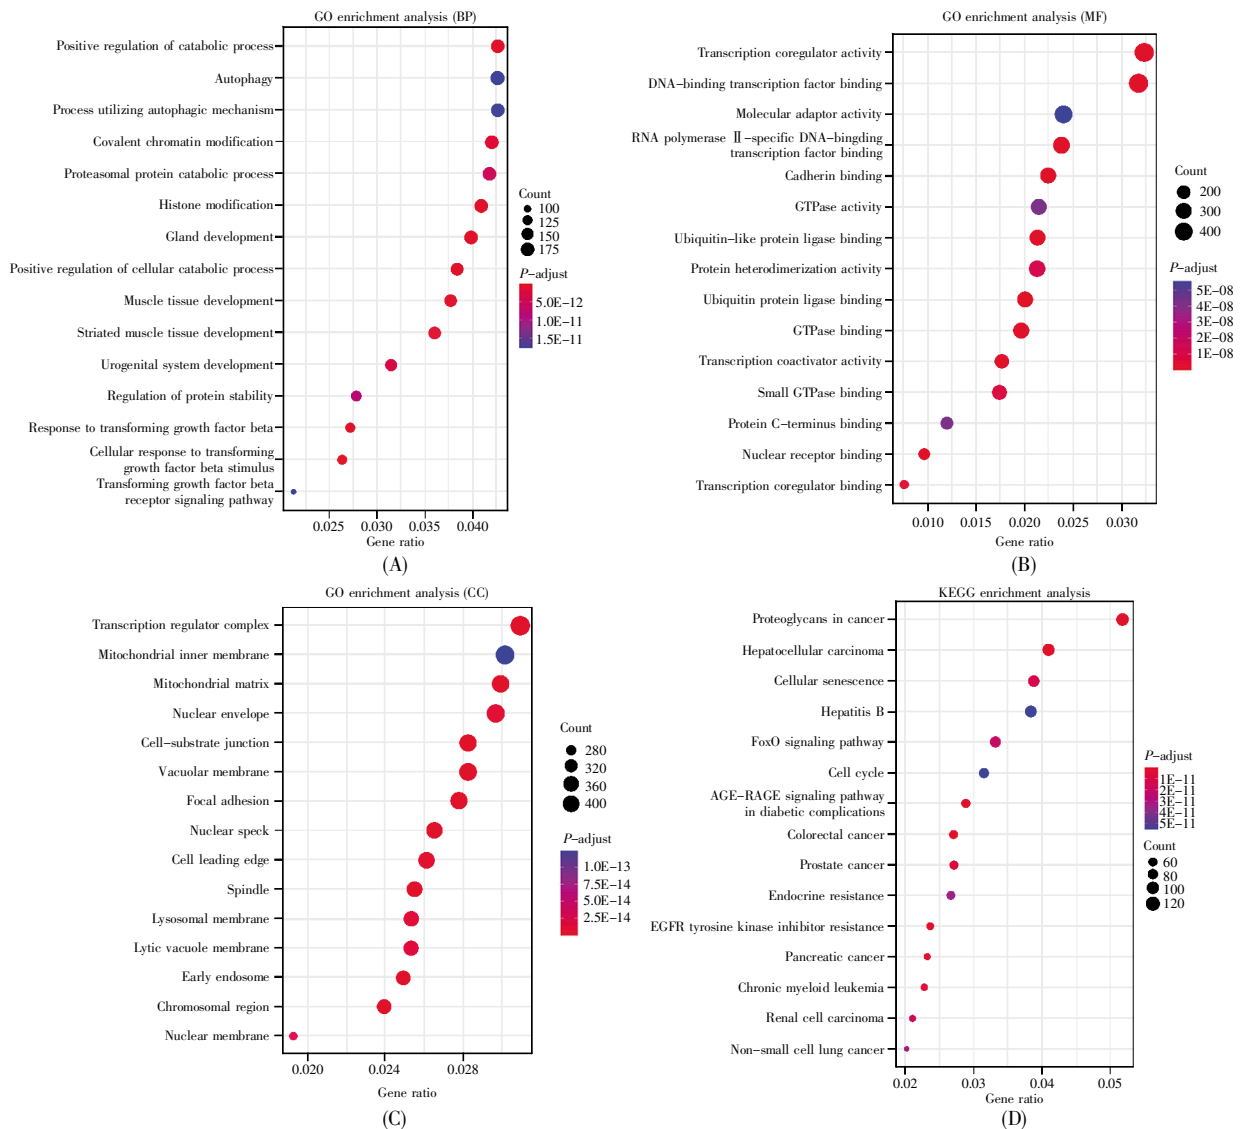 GO enrichment analysis (BP)
Positive regulation of catabolic process
Autophagy
Process utilizing autophagic mechanism
Covalent chromatin modification
Proteasomal protein catabolic process
Histone modification
Gland development
Positive regulation of cellular catabolic process
Muscle tissue development
Striated muscle tissue development
Urogenital system development
Regulation of protein stability
Response to transforming growth factor beta
Cellular response to transforming
growth factor beta stimulus
Transforming growth factor beta
receptor signaling pathway
0.025 0.030 0.035 0.040
Gene ratio
Count
100
125
150
175
P-adjust
5.0E-12
1.0E-11
1.5E-11
(A)
GO enrichment analysis (MF)
Transcription coregulator activity
DNA-binding transcription factor binding
Molecular adaptor activity
RNA polymerase Ⅱ-specific DNA-bingding
transcription factor binding
Cadherin binding
GTPase activity
Ubiquitin-like protein ligase binding
Protein heterodimerization activity
Ubiquitin protein ligase binding
GTPase binding
Transcription coactivator activity
Small GTPase binding
Protein C-terminus binding
Nuclear receptor binding
Transcription coregulator binding
0.010 0.015 0.020 0.025 0.030
Gene ratio
Count
200
300
400
P-adjust
5E-08
4E-08
3E-08
2E-08
1E-08
(B)
GO enrichment analysis (CC)
Transcription regulator complex
Mitochondrial inner membrane
Mitochondrial matrix
Nuclear envelope
Cell-substrate junction
Vacuolar membrane
Focal adhesion
Nuclear speck
Cell leading edge
Spindle
Lysosomal membrane
Lytic vacuole membrane
Early endosome
Chromosomal region
Nuclear membrane
0.020 0.024 0.028
Gene ratio
Count
280
320
360
400
P-adjust
1.0E-13
7.5E-14
5.0E-14
2.5E-14
(C)
KEGG enrichment analysis
Proteoglycans in cancer
Hepatocellular carcinoma
Cellular senescence
Hepatitis B
FoxO signaling pathway
Cell cycle
AGE-RAGE signaling pathway
in diabetic complications
Colorectal cancer
Prostate cancer
Endocrine resistance
EGFR tyrosine kinase inhibitor resistance
Pancreatic cancer
Chronic myeloid leukemia
Renal cell carcinoma
Non-small cell lung cancer
0.02 0.03 0.04 0.05
Gene ratio
P-adjust
1E-11
2E-11
3E-11
4E-11
5E-11
Count
60
80
100
120
(D)